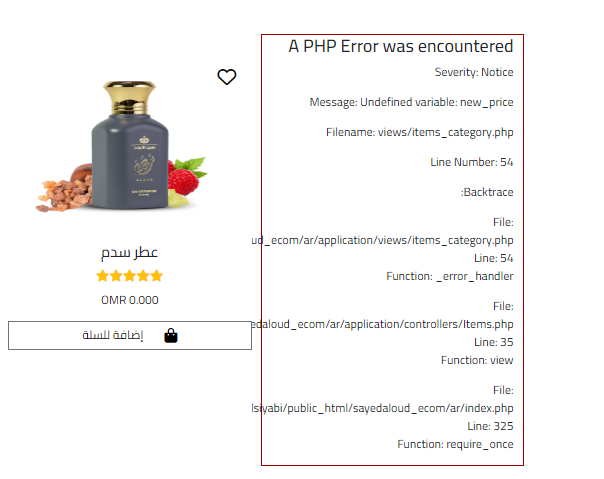 A PHP Error was encountered
Severity: Notice
Message: Undefined variable: new_price
Filename: views/items_category.php
Line Number: 54
Backtrace:
File:
ud_ecom/ar/application/views/items_category.php
Line: 54
Function: _error_handler
File:
edaloud_ecom/ar/application/controllers/Items.php
Line: 35
Function: view
File:
lsiyabi/public_html/sayedaloud_ecom/ar/index.php
Line: 325
Function: require_once
عطر سدم
OMR 0.000
إضافة للسلة